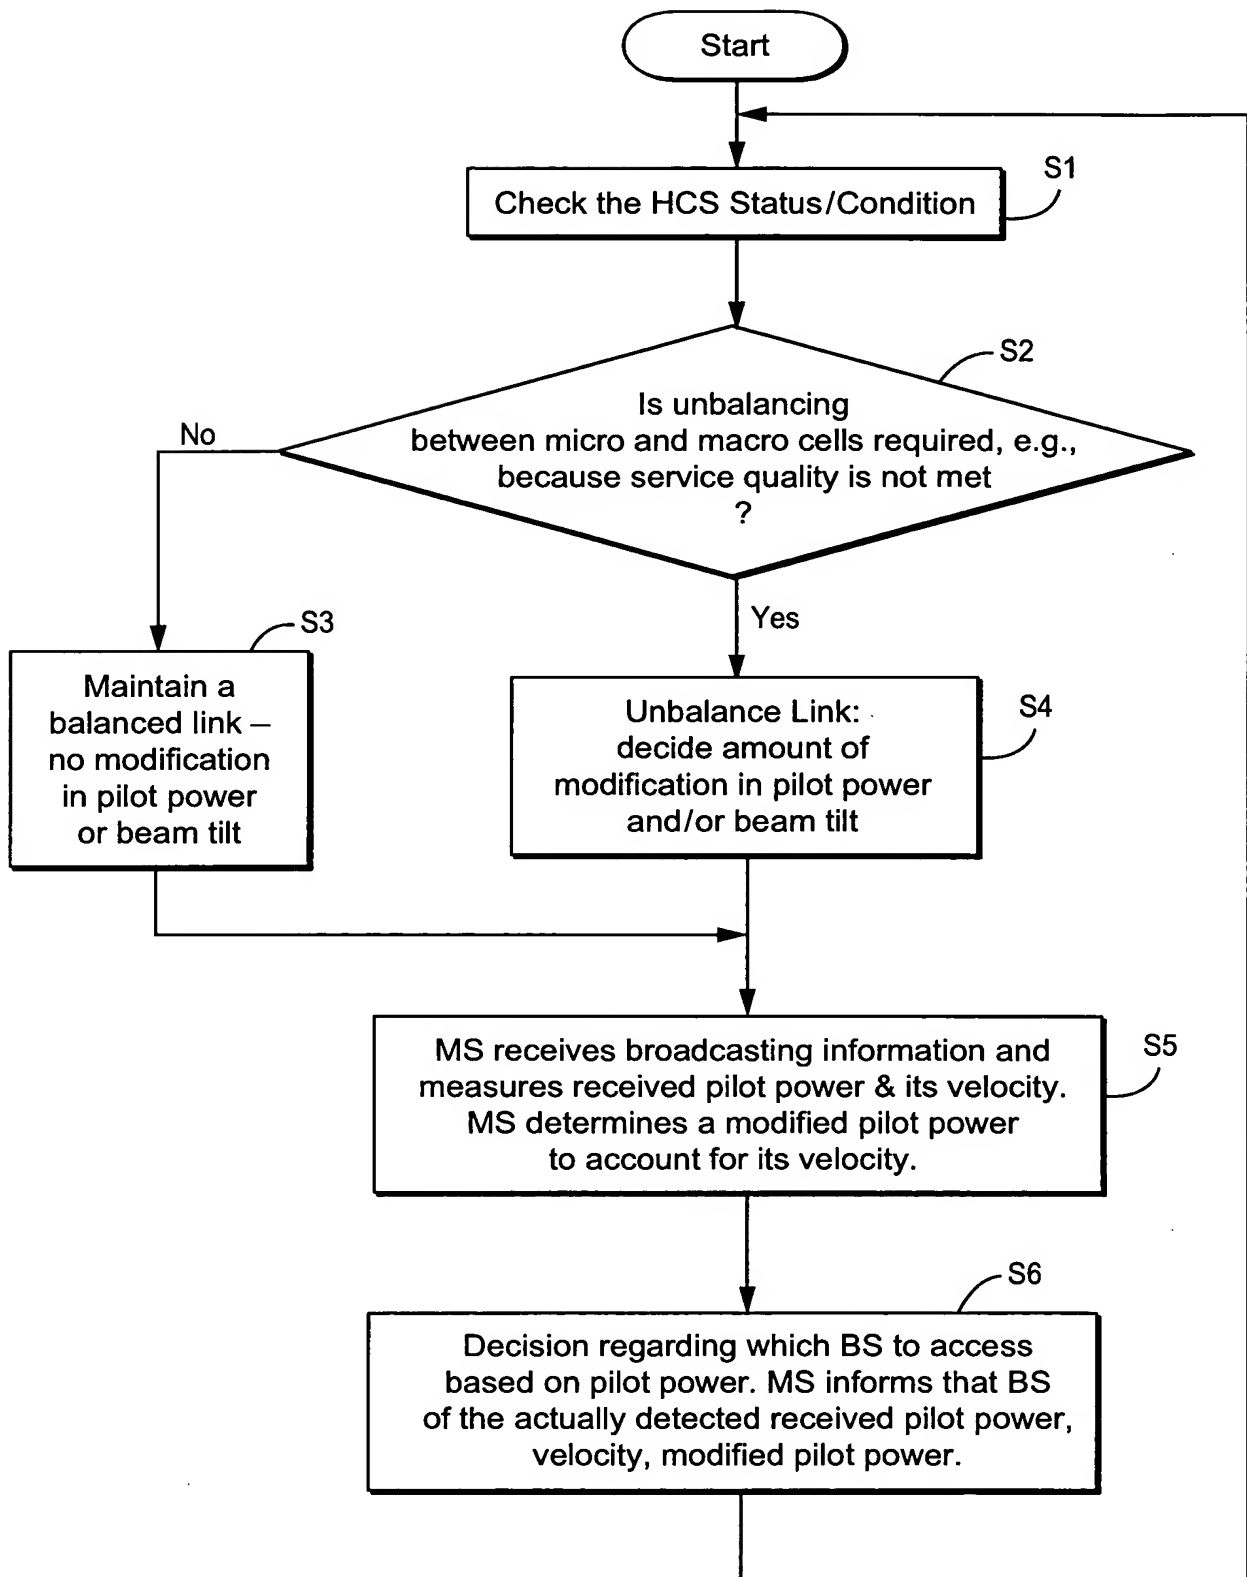 Start
S1
Check the HCS Status/Condition
S2
Is unbalancing
between micro and macro cells required, e.g.,
because service quality is not met
?
No
Yes
S3
Maintain a
balanced link –
no modification
in pilot power
or beam tilt
S4
Unbalance Link:
decide amount of
modification in pilot power
and/or beam tilt
S5
MS receives broadcasting information and
measures received pilot power & its velocity.
MS determines a modified pilot power
to account for its velocity.
S6
Decision regarding which BS to access
based on pilot power. MS informs that BS
of the actually detected received pilot power,
velocity, modified pilot power.